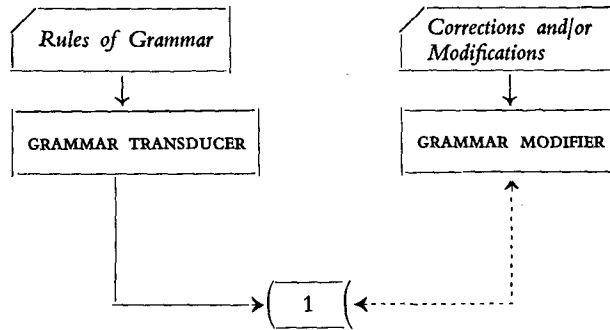 Rules of Grammar
Corrections and/or
Modifications
GRAMMAR TRANSDUCER
GRAMMAR MODIFIER
1